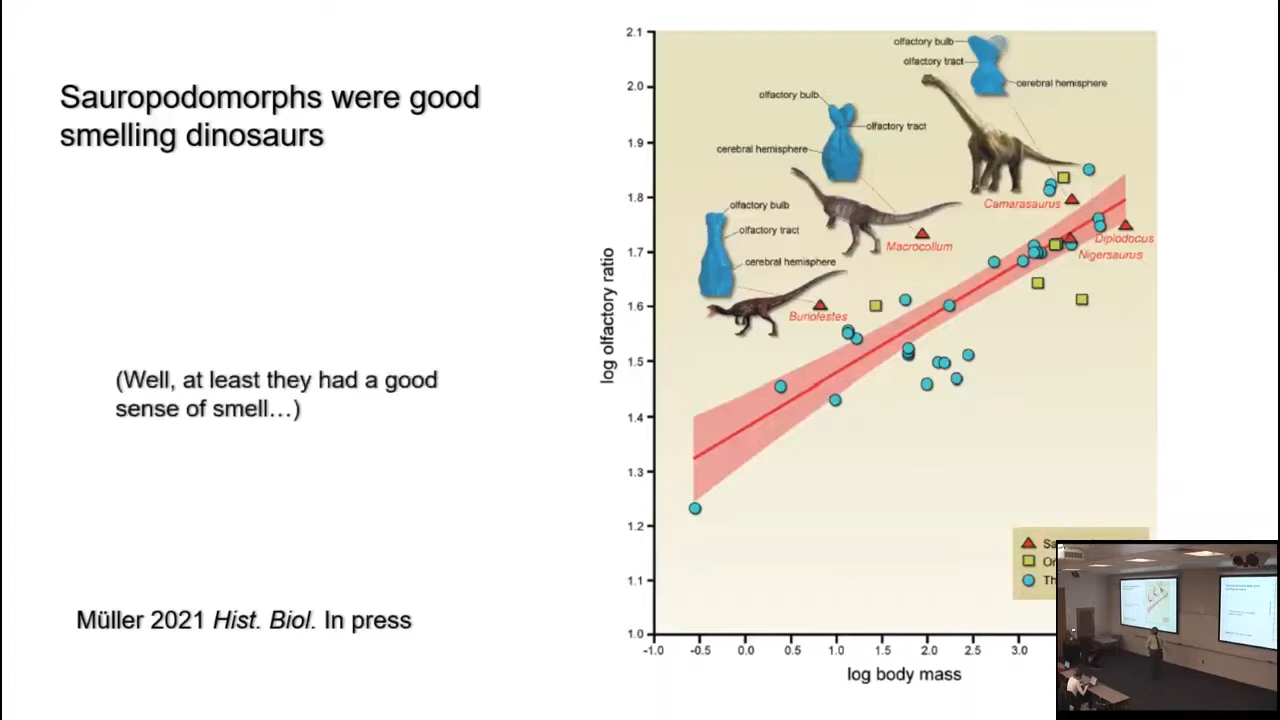 Sauropodomorphs were good
smelling dinosaurs
(Well, at least they had a good
sense of smell…)
Müller 2021 Hist. Biol. In press
2.1
2.0
1.9
1.8
1.7
1.6
1.5
1.4
1.3
1.2
1.1
1.0
log olfactory ratio
olfactory bulb
olfactory tract
cerebral hemisphere
olfactory bulb
olfactory tract
cerebral hemisphere
olfactory bulb
olfactory tract
cerebral hemisphere
Camarasaurus
Macrocollum
Diplodocus
Nigersaurus
Buriolestes
-1.0 -0.5 0.0 0.5 1.0 1.5 2.0 2.5 3.0
log body mass